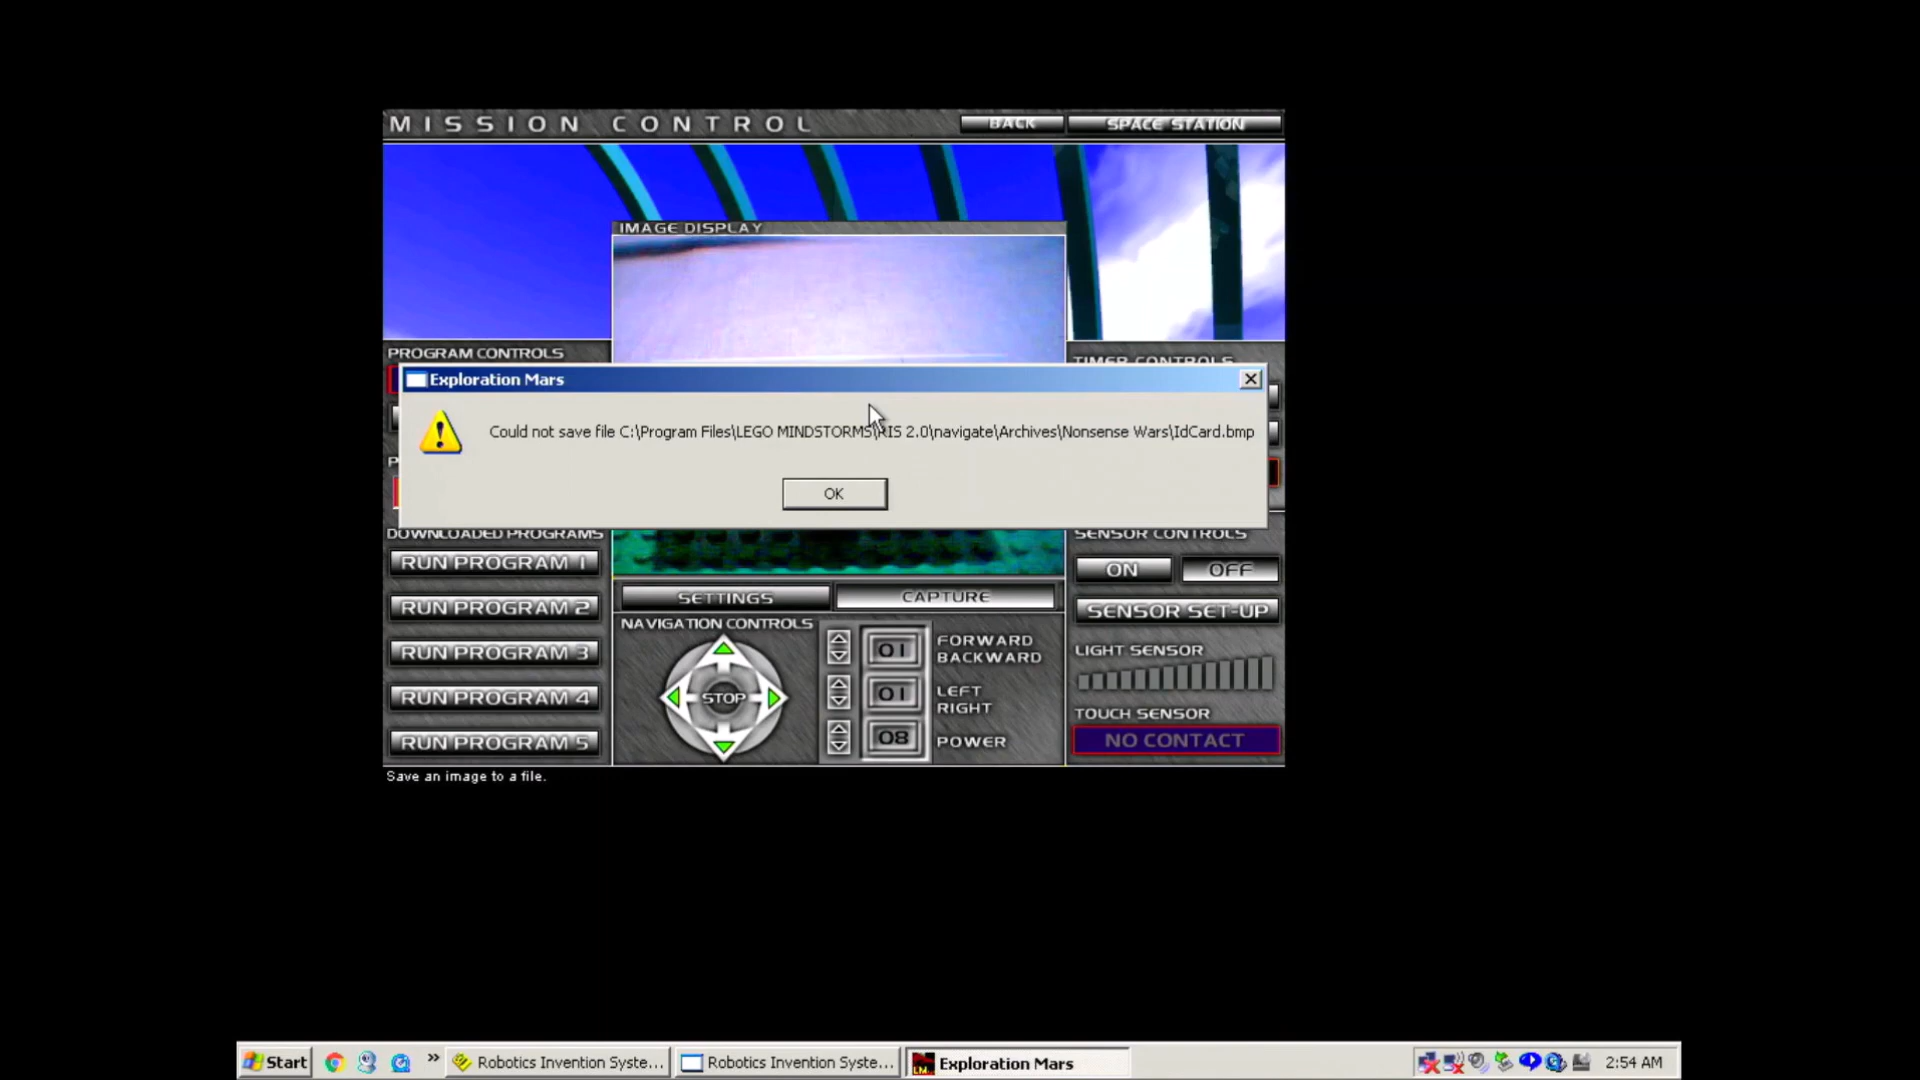 MISSION CONTROL
BACK
SPACE STATION
IMAGE DISPLAY
PROGRAM CONTROLS
TIMER CONTROLS
Exploration Mars
Could not save file C:\Program Files\LEGO MINDSTORMS\RIS 2.0\navigate\Archives\Nonsense Wars\IdCard.bmp
OK
DOWNLOADED PROGRAMS
RUN PROGRAM 1
RUN PROGRAM 2
RUN PROGRAM 3
RUN PROGRAM 4
RUN PROGRAM 5
SETTINGS
CAPTURE
NAVIGATION CONTROLS
STOP
01
FORWARD
BACKWARD
01
LEFT
RIGHT
08
POWER
SENSOR CONTROLS
ON
OFF
SENSOR SET-UP
LIGHT SENSOR
TOUCH SENSOR
NO CONTACT
Save an image to a file.
Start
»
Robotics Invention Syste...
Robotics Invention Syste...
Exploration Mars
2:54 AM